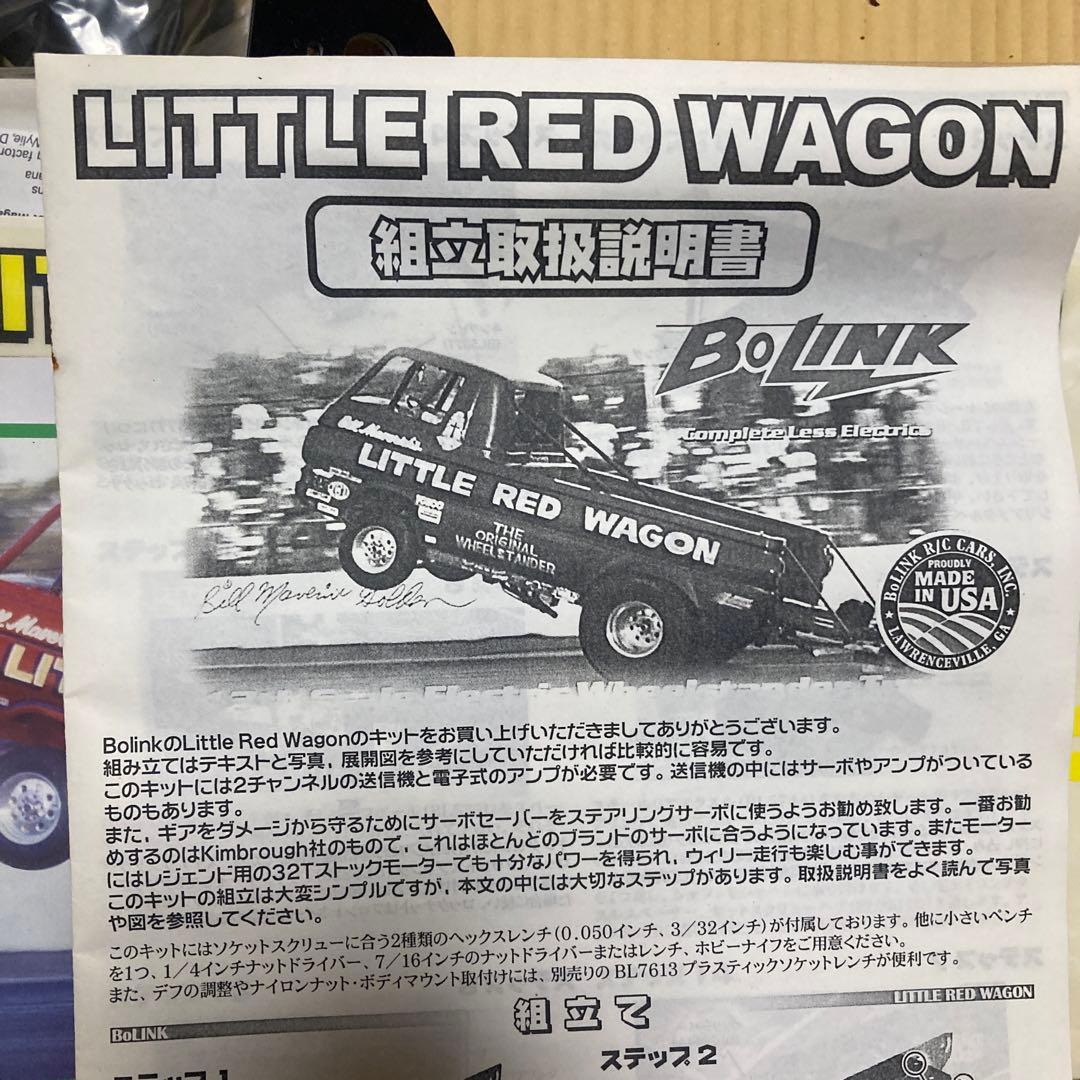 LITTLE RED WAGON
組立取扱説明書
BOLINK
Complete Less Electrics
LITTLE RED WAGON
THE
ORIGINAL
WHEELSTANDER
Bill Maverick Golden
BOLINK R/C CARS, INC.
PROUDLY
MADE
IN USA
LAWRENCEVILLE, GA
BolinkのLittle Red Wagonのキットをお買い上げいただきましてありがとうございます。
組み立てはテキストと写真，展開図を参考にしていただければ比較的に容易です。
このキットには2チャンネルの送信機と電子式のアンプが必要です。送信機の中にはサーボやアンプがついている
ものもあります。
また，ギアをダメージから守るためにサーボセーバーをステアリングサーボに使うようお勧め致します。一番お勧
めするのはKimbrough社のもので，これはほとんどのブランドのサーボに合うようになっています。またモーター
にはレジェンド用の32Tストックモーターでも十分なパワーを得られ，ウィリー走行も楽しむ事ができます。
このキットの組立は大変シンプルですが，本文の中には大切なステップがあります。取扱説明書をよく読んで写真
や図を参照してください。
このキットにはソケットスクリューに合う2種類のヘックスレンチ（0.050インチ、3/32インチ）が付属しております。他に小さいペンチ
を1つ、1/4インチナットドライバー、7/16インチのナットドライバーまたはレンチ、ホビーナイフをご用意ください。
また、デフの調整やナイロンナット・ボディマウント取付けには、別売りの BL7613 プラスティックソケットレンチが便利です。
組立て
LITTLE RED WAGON
BOLINK
ステップ 1
ステップ 2